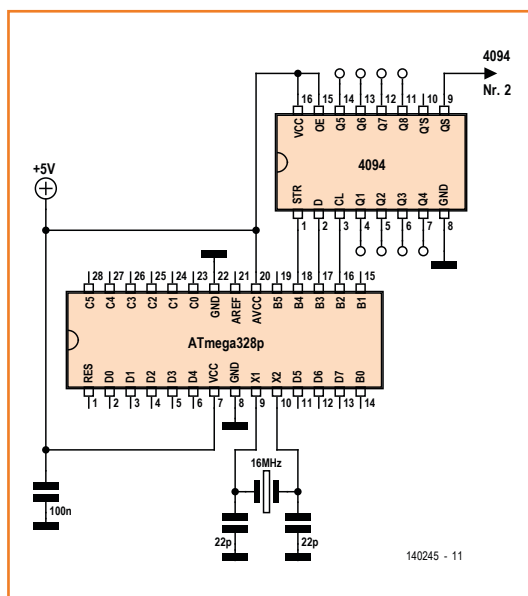 4094
Nr. 2
16 15 14 13 12 11 10 9
VCC OE Q5 Q6 Q7 Q8 Q'S QS
4094
STR D CL Q1 Q2 Q3 Q4 GND
1 2 3 4 5 6 7 8
+5V
28 27 26 25 24 23 22 21 20 19 18 17 16 15
C5 C4 C3 C2 C1 C0 GND AREF AVCC B5 B4 B3 B2 B1
ATmega328p
RES D0 D1 D2 D3 D4 VCC GND X1 X2 D5 D6 D7 B0
1 2 3 4 5 6 7 8 9 10 11 12 13 14
16MHz
100n
22p 22p
140245 - 11